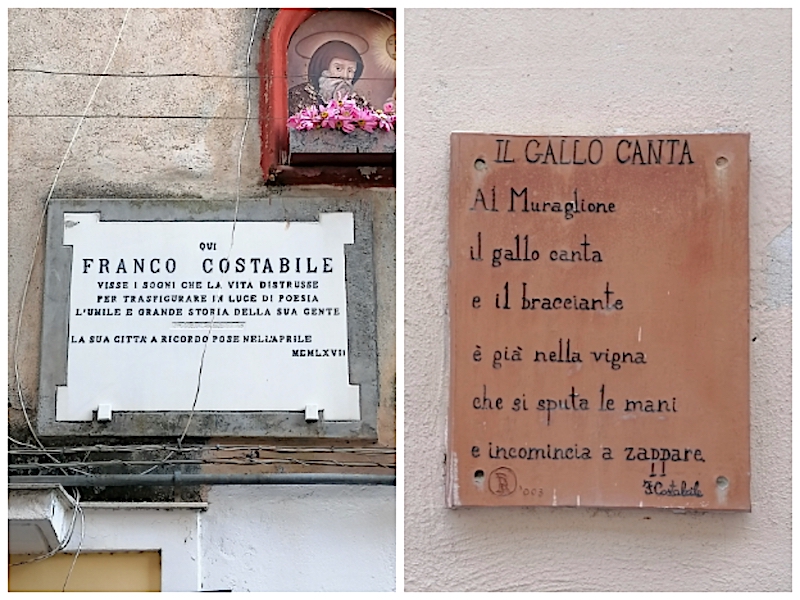 QUI
FRANCO COSTABILE
VISSE I SOGNI CHE LA VITA DISTRUSSE
PER TRASFIGURARE IN LUCE DI POESIA
L'UMILE E GRANDE STORIA DELLA SUA GENTE
LA SUA CITTÀ A RICORDO POSE NELL'APRILE
MCMLXVII
IL GALLO CANTA
Al Muraglione
il gallo canta
e il bracciante
è già nella vigna
che si sputa le mani
e incomincia a zappare.
F. Costabile